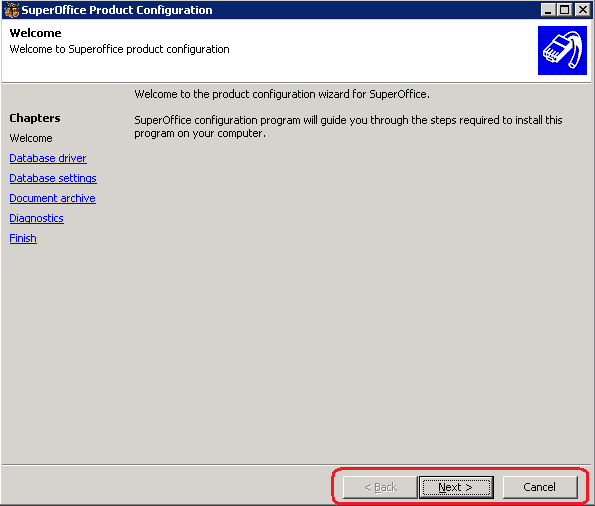 SuperOffice Product Configuration
Welcome
Welcome to Superoffice product configuration
Welcome to the product configuration wizard for SuperOffice.
SuperOffice configuration program will guide you through the steps required to install this
program on your computer.
Chapters
Welcome
Database driver
Database settings
Document archive
Diagnostics
Finish
< Back Next > Cancel